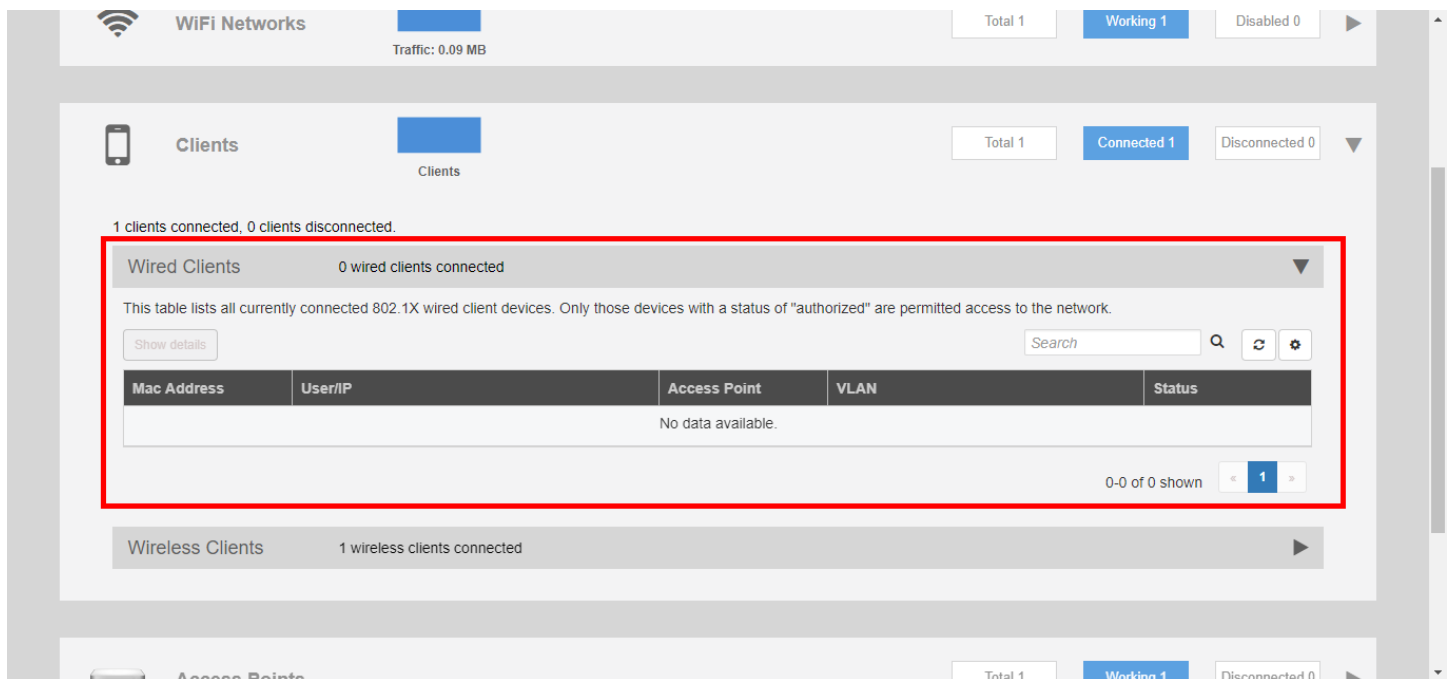 WiFi Networks
Total 1
Working 1
Disabled 0
Traffic: 0.09 MB
Clients
Total 1
Connected 1
Disconnected 0
Clients
1 clients connected, 0 clients disconnected.
Wired Clients 0 wired clients connected
This table lists all currently connected 802.1X wired client devices. Only those devices with a status of "authorized" are permitted access to the network.
Show details
Search
Mac Address User/IP Access Point VLAN Status
No data available.
0-0 of 0 shown « 1 »
Wireless Clients 1 wireless clients connected
Access Points
Total 1
Working 1
Disconnected 0